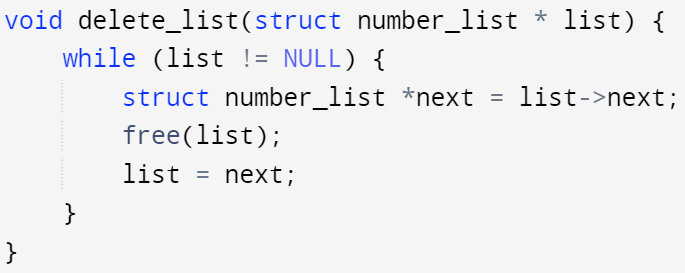 void delete_list(struct number_list * list) {
    while (list != NULL) {
        struct number_list *next = list->next;
        free(list);
        list = next;
    }
}